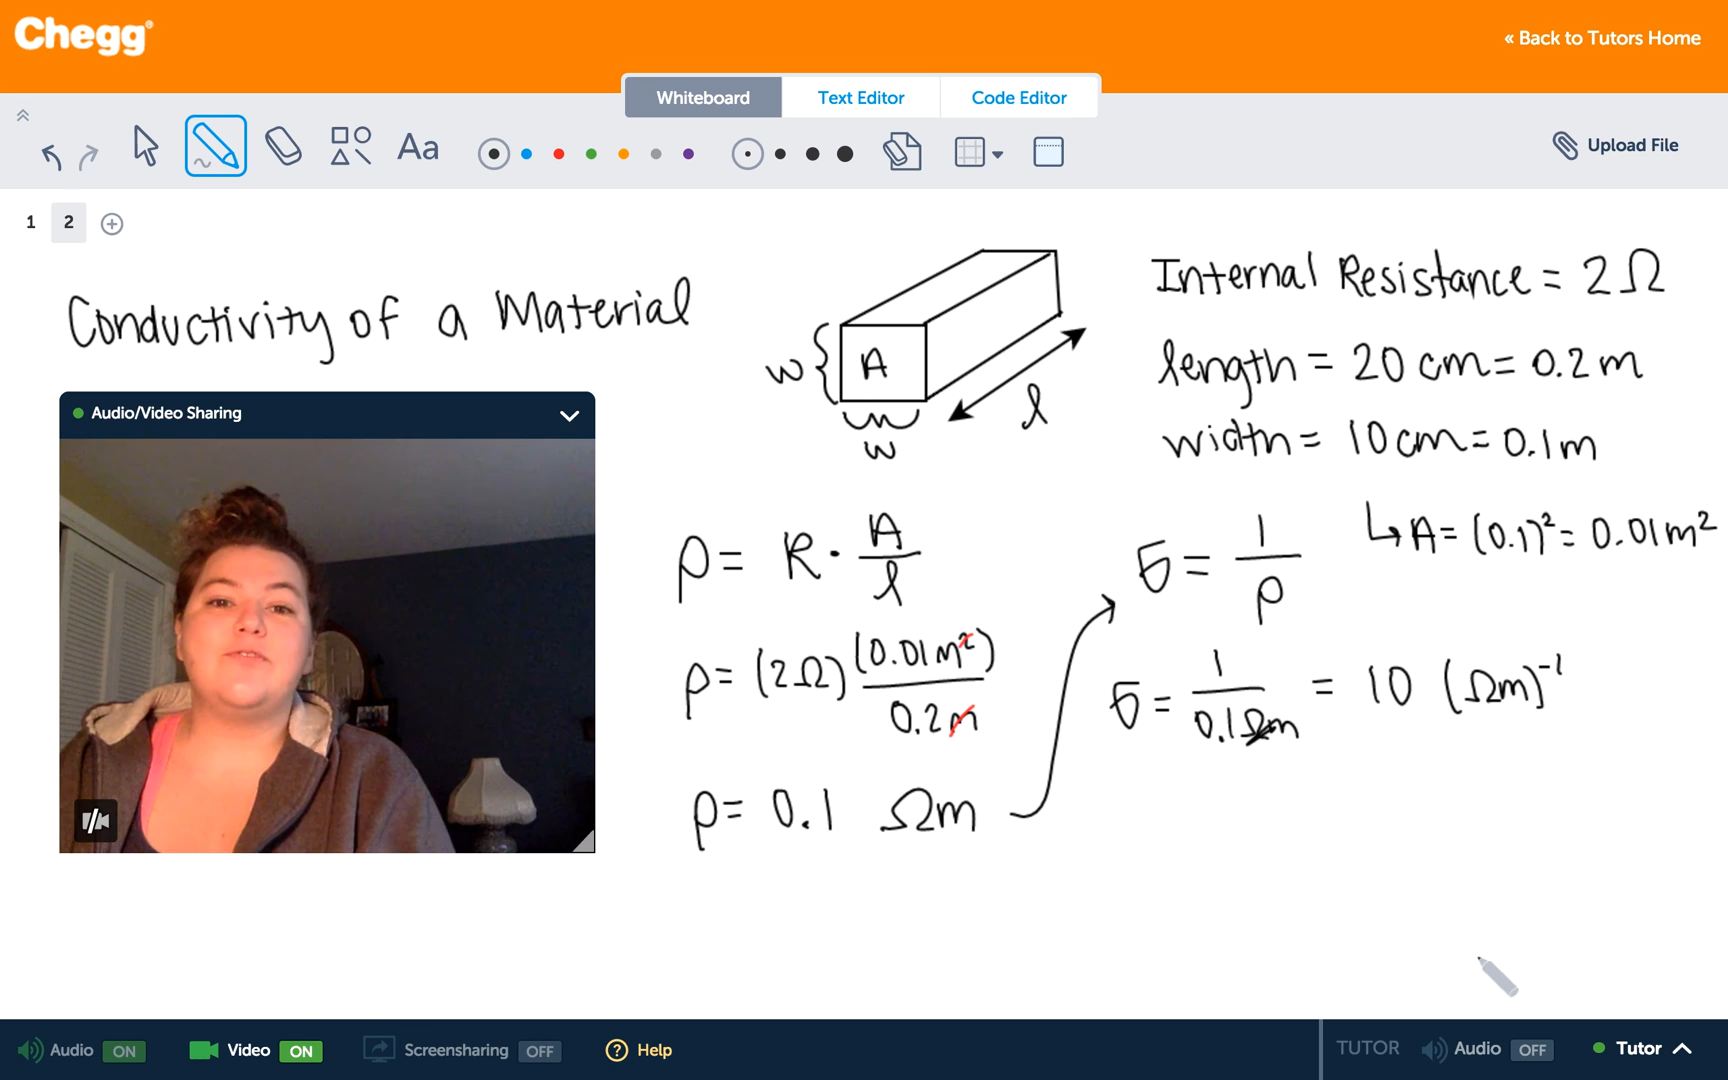 Chegg
« Back to Tutors Home
Whiteboard Text Editor Code Editor
Aa
Upload File
1 2
Conductivity of a Material
A
w
w
l
Internal Resistance = 2Ω
length = 20 cm = 0.2 m
width = 10 cm = 0.1 m
↳ A = (0.1)² = 0.01 m²
Audio/Video Sharing
ρ = R · A/l
ρ = (2Ω) (0.01 m²)/0.2 m
ρ = 0.1 Ωm
σ = 1/ρ
σ = 1/0.1Ωm = 10 (Ωm)⁻¹
Audio ON Video ON Screensharing OFF ? Help
TUTOR Audio OFF Tutor